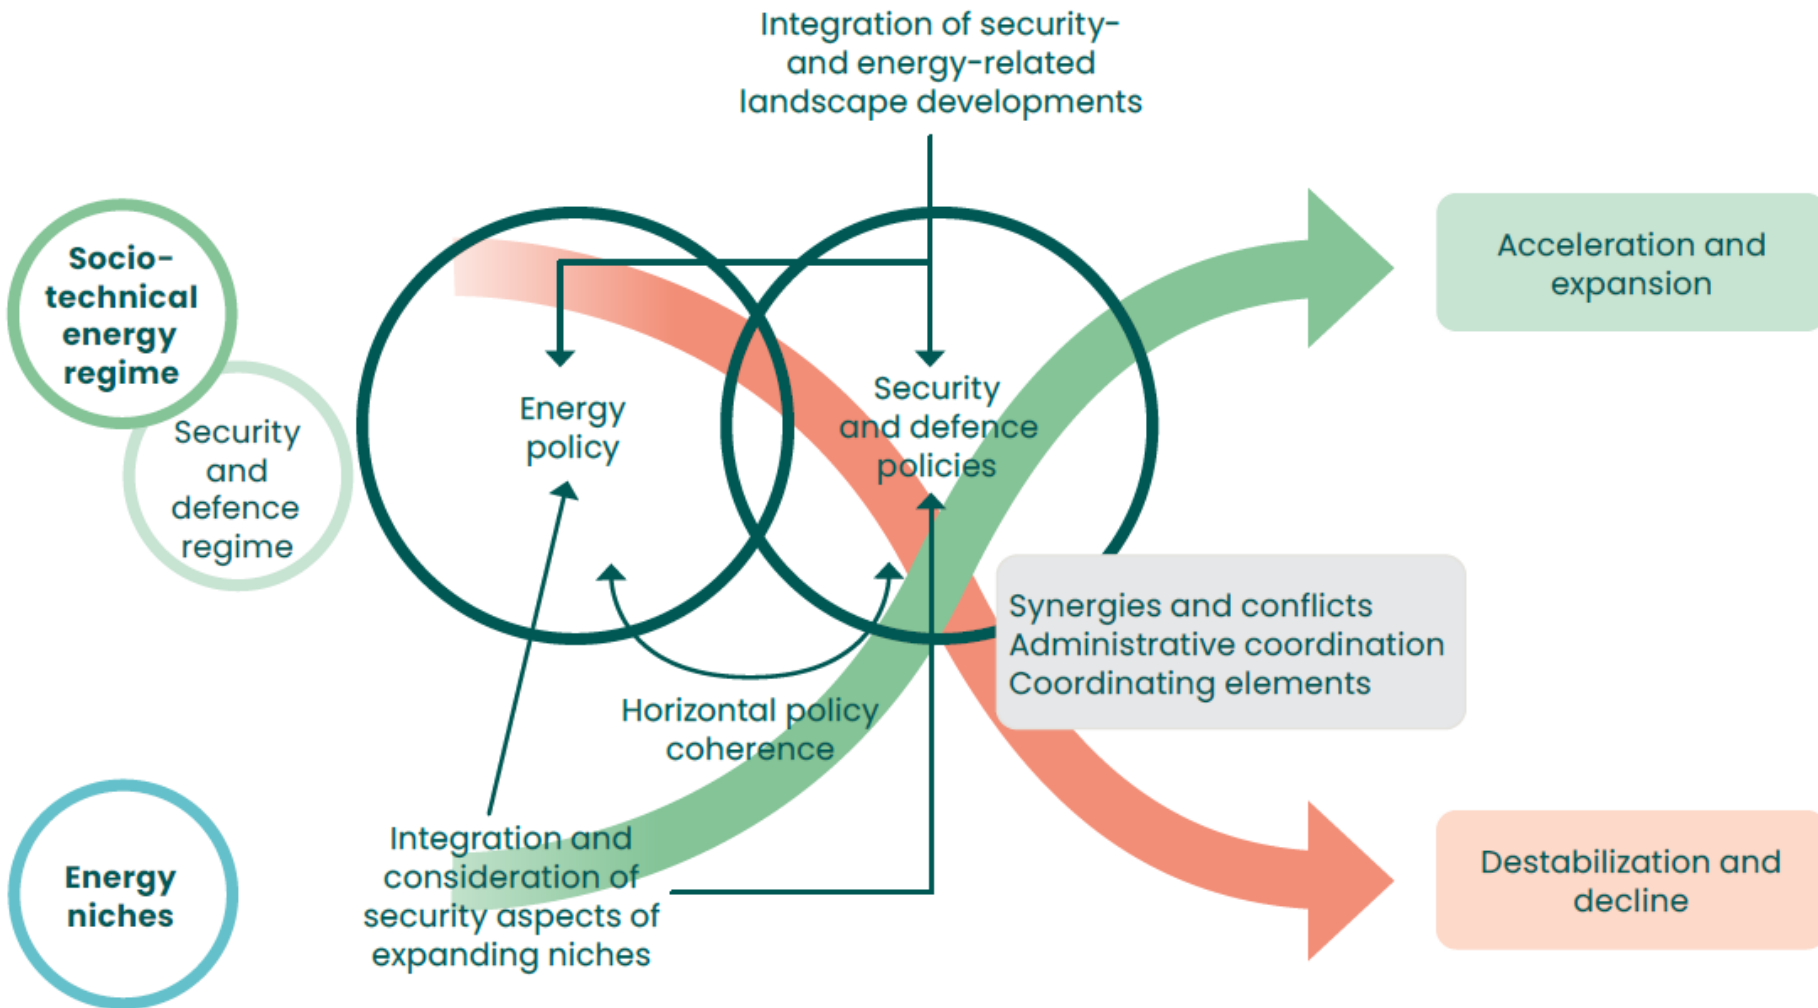 Integration of security-
and energy-related
landscape developments
Socio-
technical
energy
regime
Security
and
defence
regime
Energy
policy
Security
and defence
policies
Acceleration and
expansion
Synergies and conflicts
Administrative coordination
Coordinating elements
Horizontal policy
coherence
Energy
niches
Integration and
consideration of
security aspects of
expanding niches
Destabilization and
decline